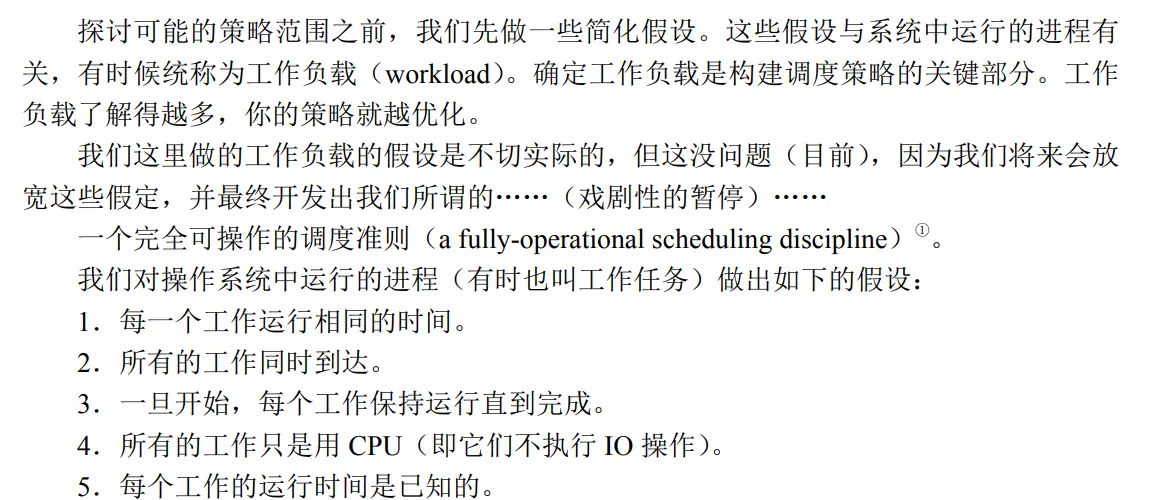 探讨可能的策略范围之前，我们先做一些简化假设。这些假设与系统中运行的进程有
关，有时候统称为工作负载（workload）。确定工作负载是构建调度策略的关键部分。工作
负载了解得越多，你的策略就越优化。
我们这里做的工作负载的假设是不切实际的，但这没问题（目前），因为我们将来会放
宽这些假定，并最终开发出我们所谓的……（戏剧性的暂停）……
一个完全可操作的调度准则（a fully-operational scheduling discipline）①。
我们对操作系统中运行的进程（有时也叫工作任务）做出如下的假设：
1．每一个工作运行相同的时间。
2．所有的工作同时到达。
3．一旦开始，每个工作保持运行直到完成。
4．所有的工作只是用 CPU（即它们不执行 IO 操作）。
5．每个工作的运行时间是已知的。